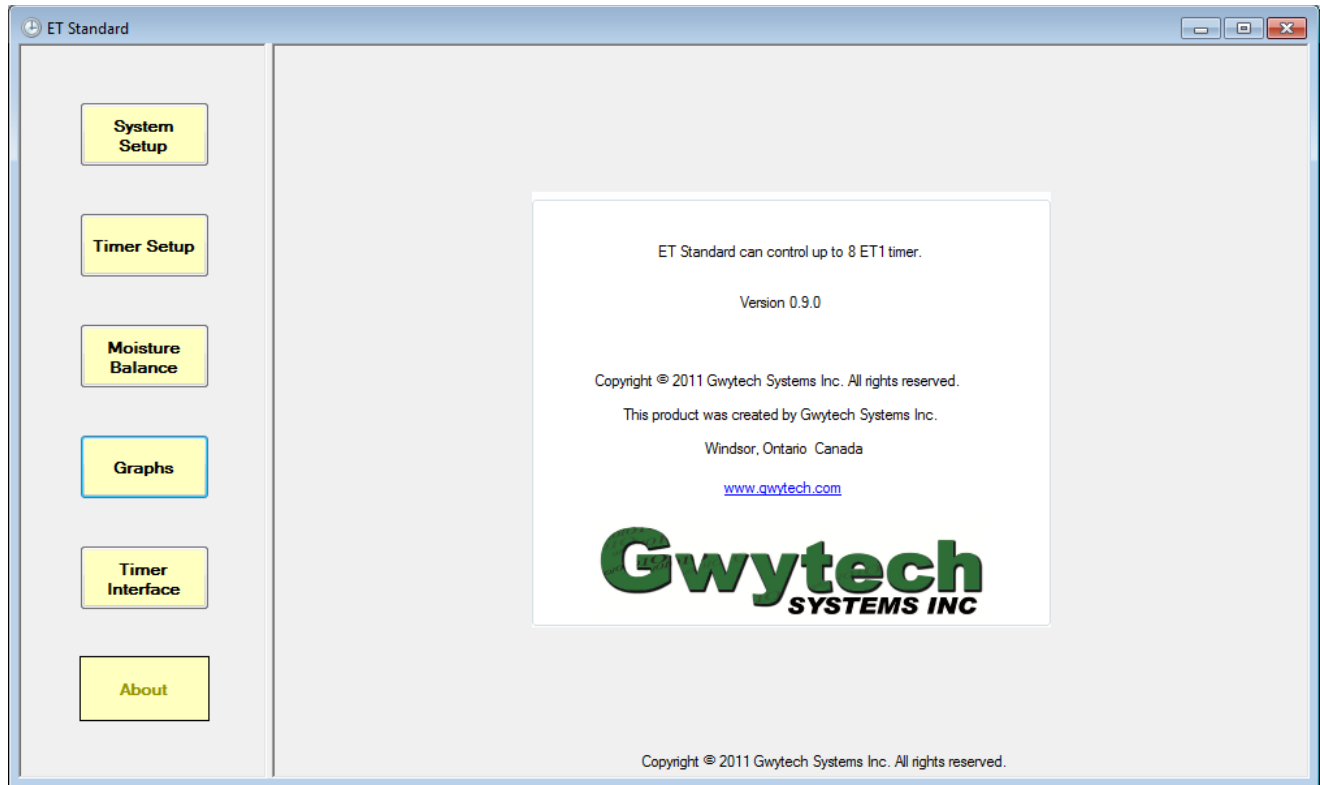 ET Standard
System
Setup
Timer Setup
Moisture
Balance
Graphs
Timer
Interface
About
ET Standard can control up to 8 ET1 timer.
Version 0.9.0
Copyright © 2011 Gwytech Systems Inc. All rights reserved.
This product was created by Gwytech Systems Inc.
Windsor, Ontario Canada
www.gwytech.com
Gwytech
SYSTEMS INC
Copyright © 2011 Gwytech Systems Inc. All rights reserved.